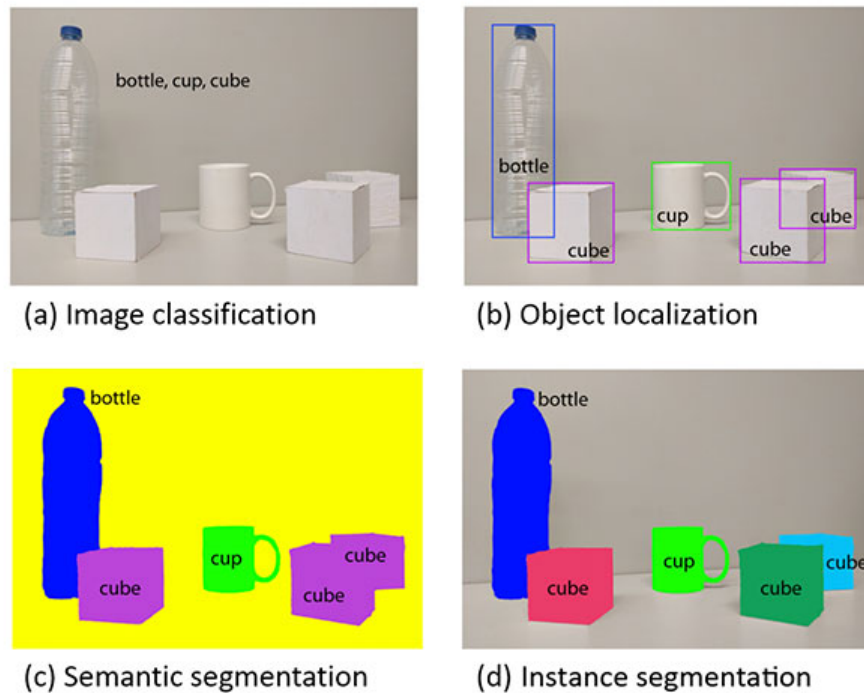 bottle, cup, cube
(a) Image classification
bottle
cup
cube
cube
cube
(b) Object localization
bottle
cup
cube
cube
cube
(c) Semantic segmentation
bottle
cup
cube
cube
cube
(d) Instance segmentation